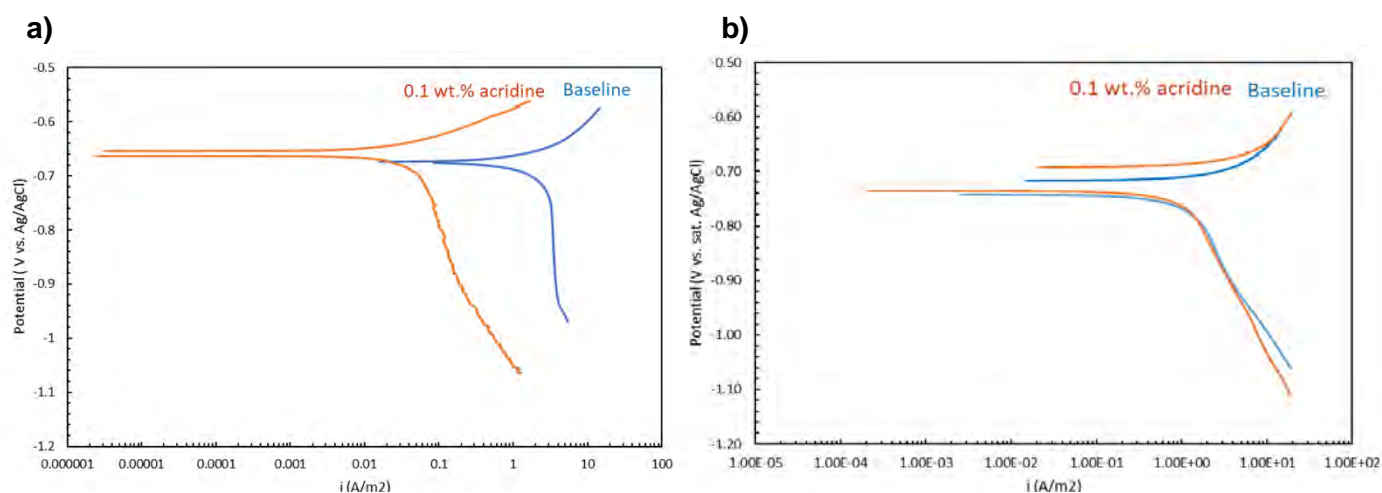 a)
-0.5
-0.6
-0.7
-0.8
-0.9
-1
-1.1
-1.2
Potential ( V vs. Ag/AgCl)
0.1 wt.% acridine
Baseline
0.000001 0.00001 0.0001 0.001 0.01 0.1 1 10 100
i (A/m2)
b)
-0.50
-0.60
-0.70
-0.80
-0.90
-1.00
-1.10
-1.20
Potential (V vs. sat. Ag/AgCl)
0.1 wt.% acridine
Baseline
1.00E-05 1.00E-04 1.00E-03 1.00E-02 1.00E-01 1.00E+00 1.00E+01 1.00E+02
i (A/m2)